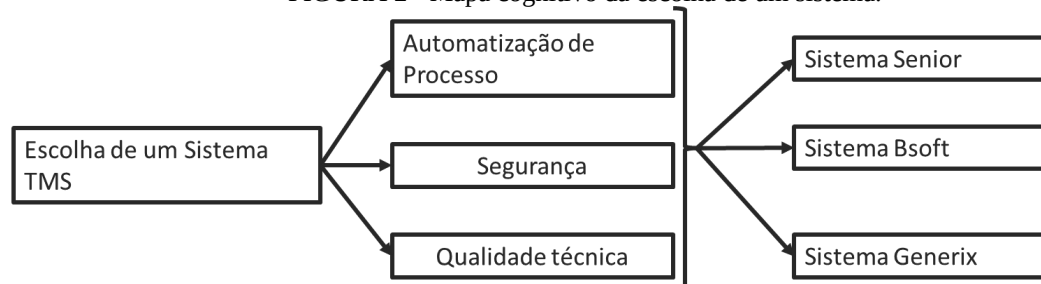 Escolha de um Sistema
TMS
Automatização de
Processo
Segurança
Qualidade técnica
Sistema Senior
Sistema Bsoft
Sistema Generix